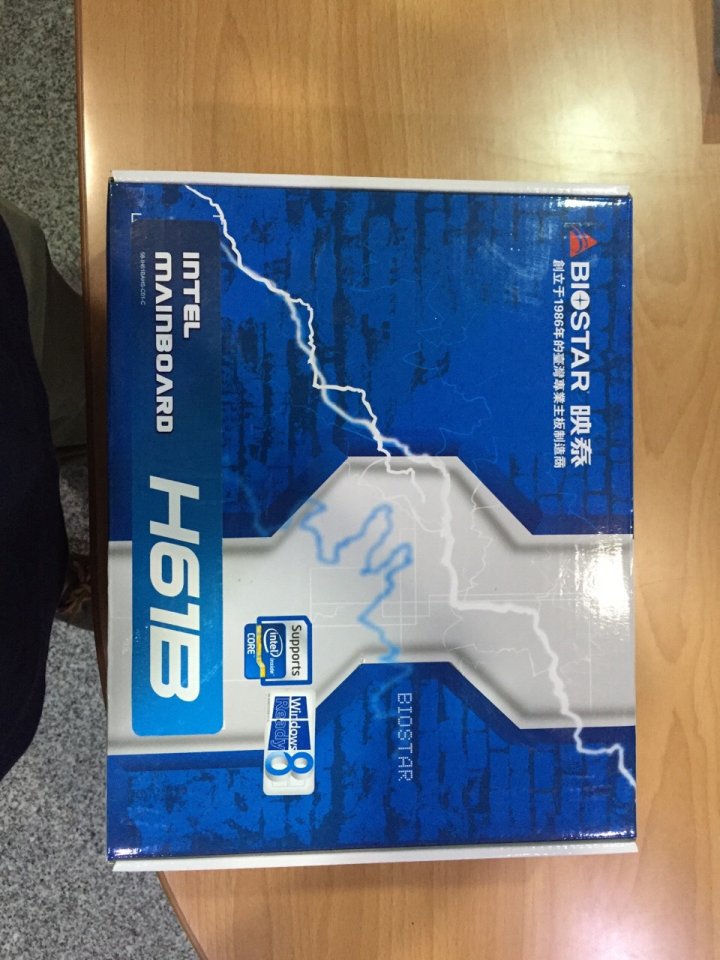 BIOSTAR 映泰
創立于1986年的臺灣專業主板制造商
BIOSTAR
Supports
intel inside
CORE
Windows 8
Ready
INTEL
MAINBOARD
H61B